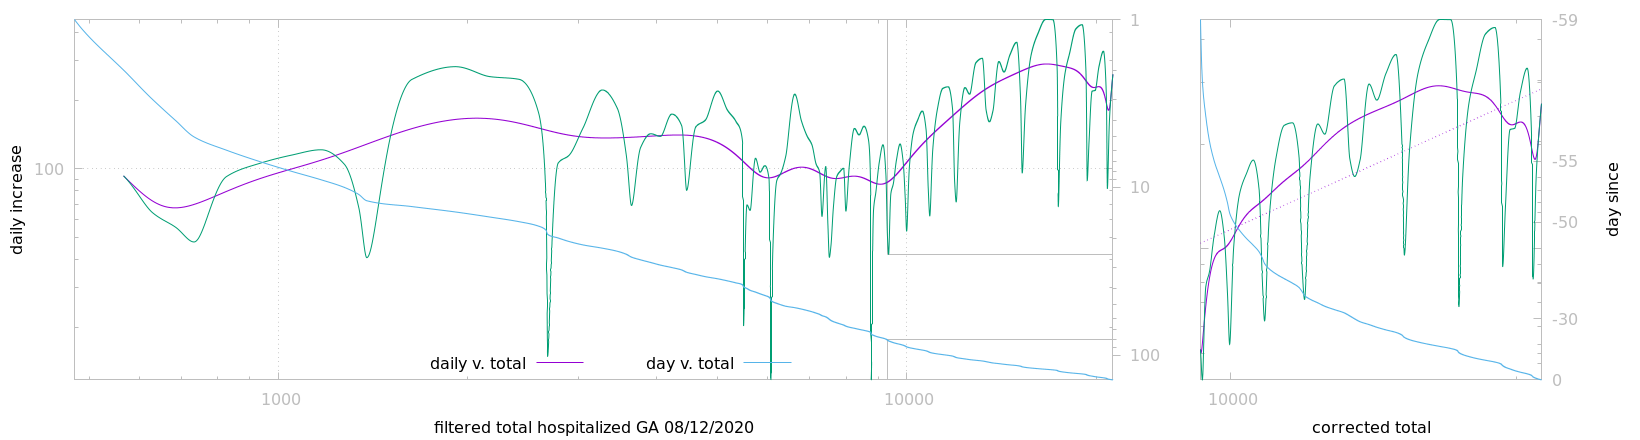 daily increase
100
1000
10000
1
10
100
daily v. total
day v. total
filtered total hospitalized GA 08/12/2020
-59
-55
-50
-30
0
day since
10000
corrected total